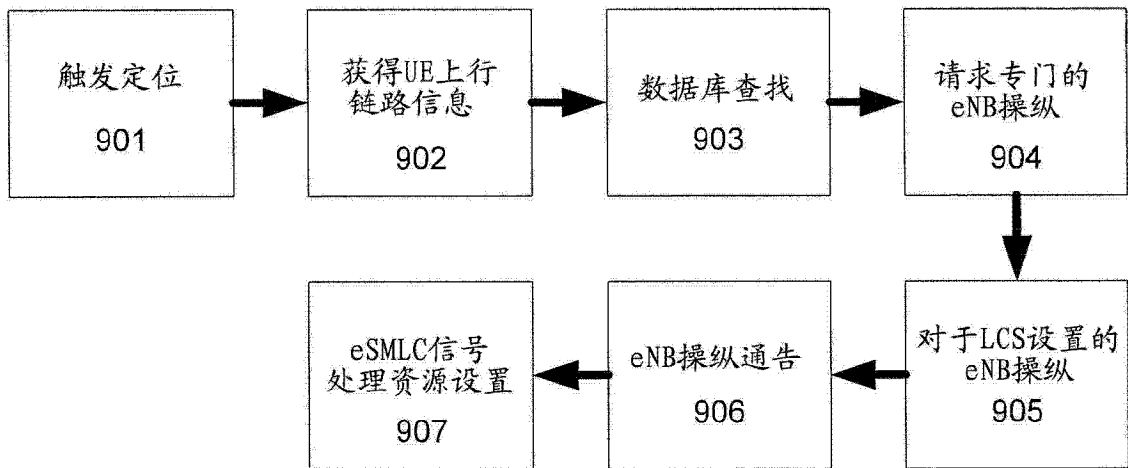 触发定位
901
获得UE上行
链路信息
902
数据库查找
903
请求专门的
eNB操纵
904
对于LCS设置的
eNB操纵
905
eNB操纵通告
906
eSMLC信号
处理资源设置
907